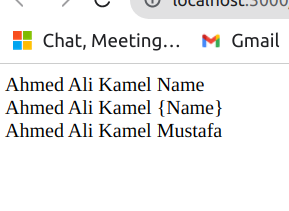 localhost:3000
Chat, Meeting... Gmail
Ahmed Ali Kamel Name
Ahmed Ali Kamel {Name}
Ahmed Ali Kamel Mustafa